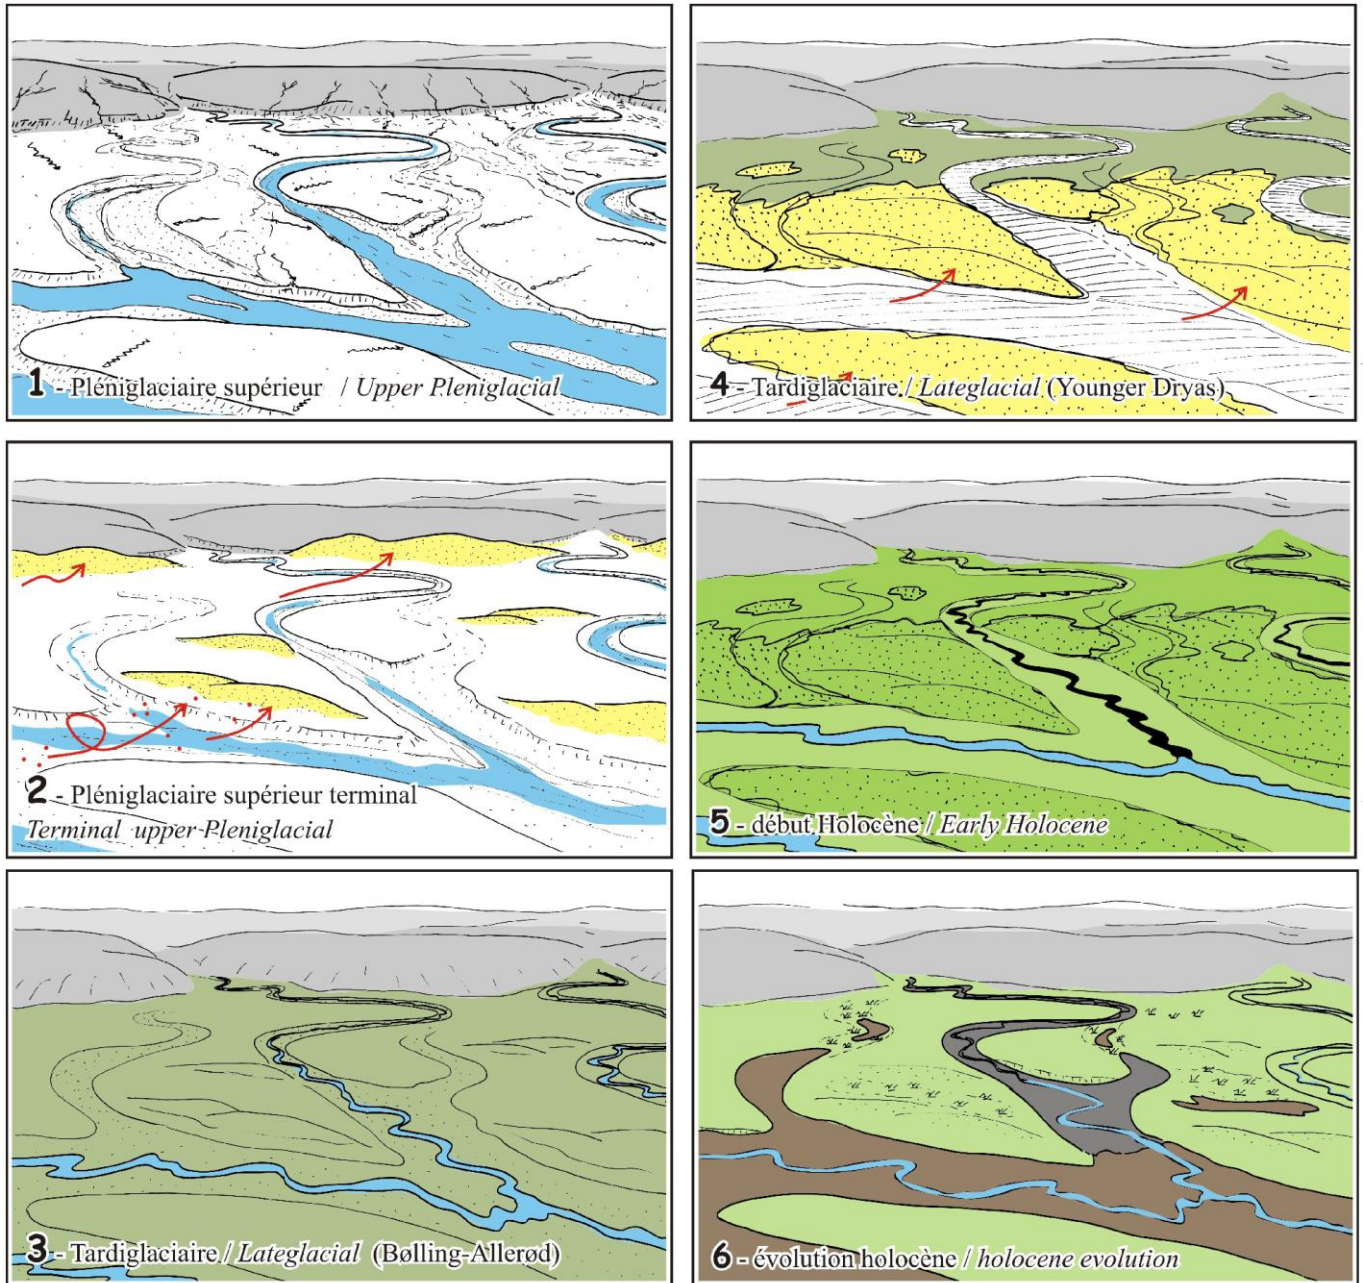 1 - Pléniglaciaire supérieur / Upper Pleniglacial
2 - Pléniglaciaire supérieur terminal
Terminal upper Pleniglacial
3 - Tardiglaciaire / Lateglacial (Bølling-Allerød)
4 - Tardiglaciaire / Lateglacial (Younger Dryas)
5 - début Holocène / Early Holocene
6 - évolution holocène / holocene evolution